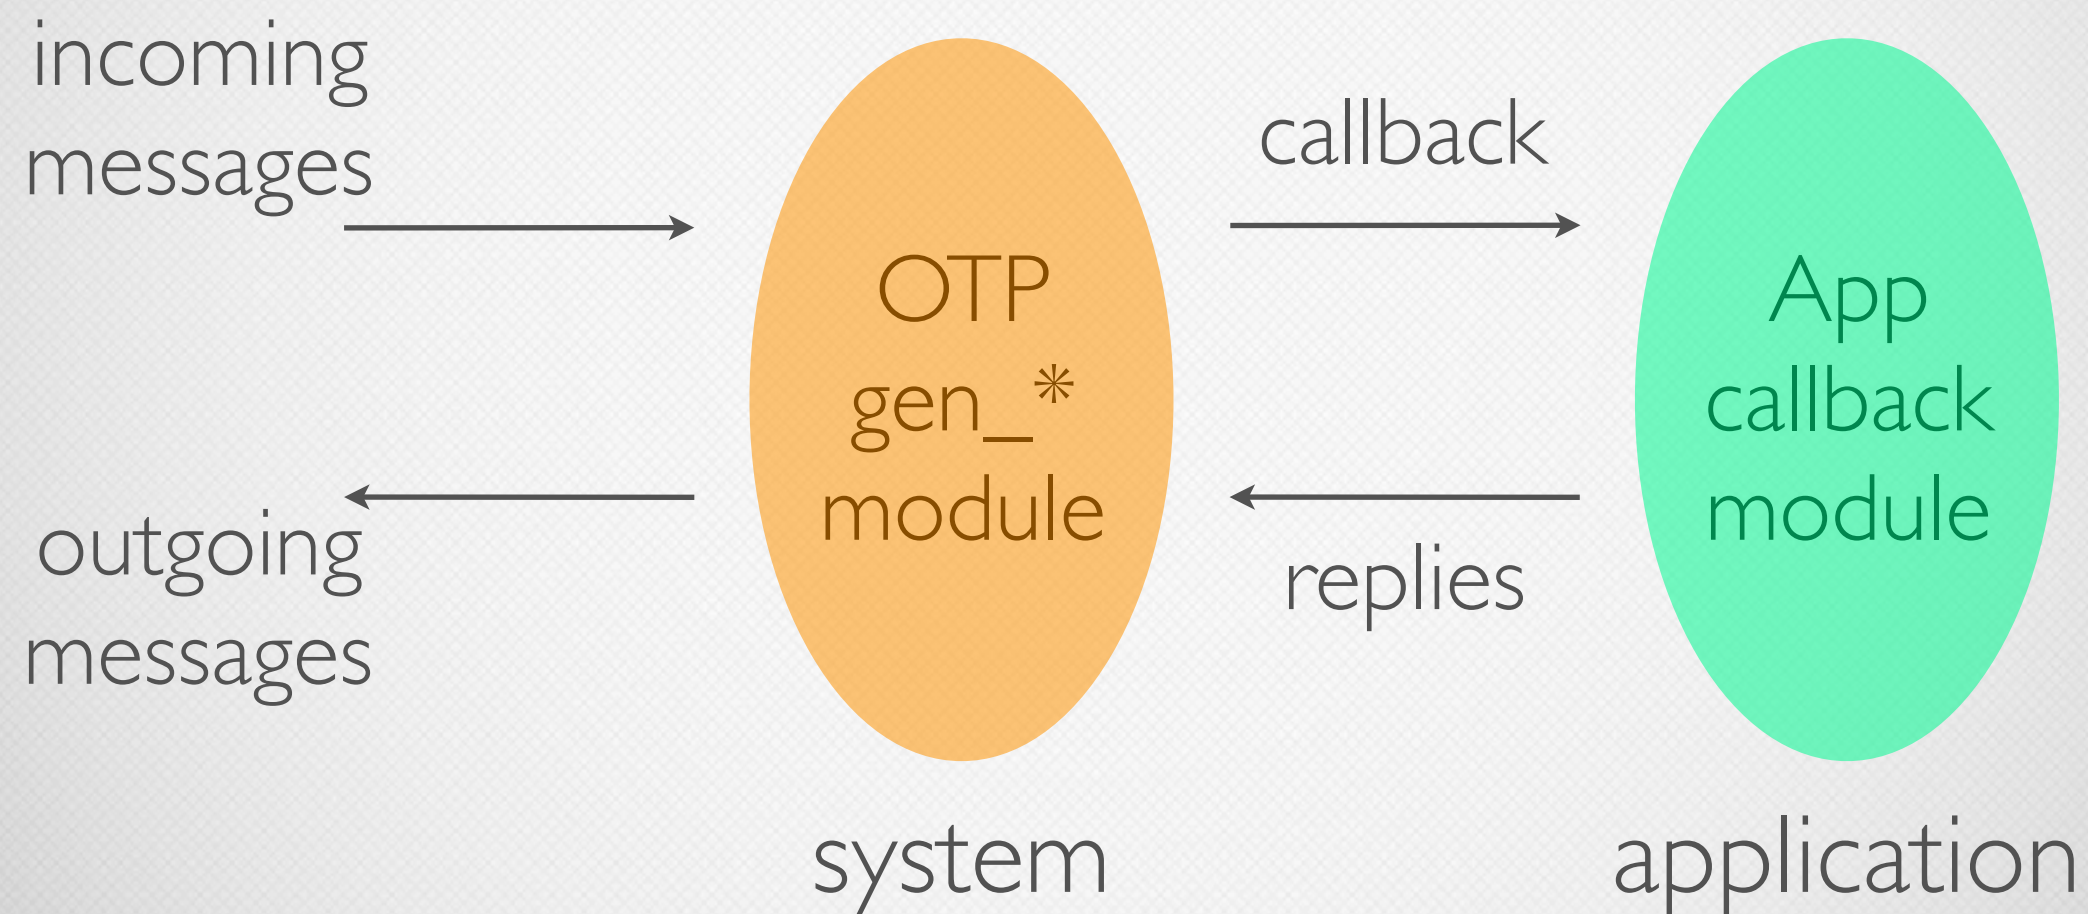 incoming
messages
callback
OTP
gen_*
module
App
callback
module
outgoing
messages
replies
system
application